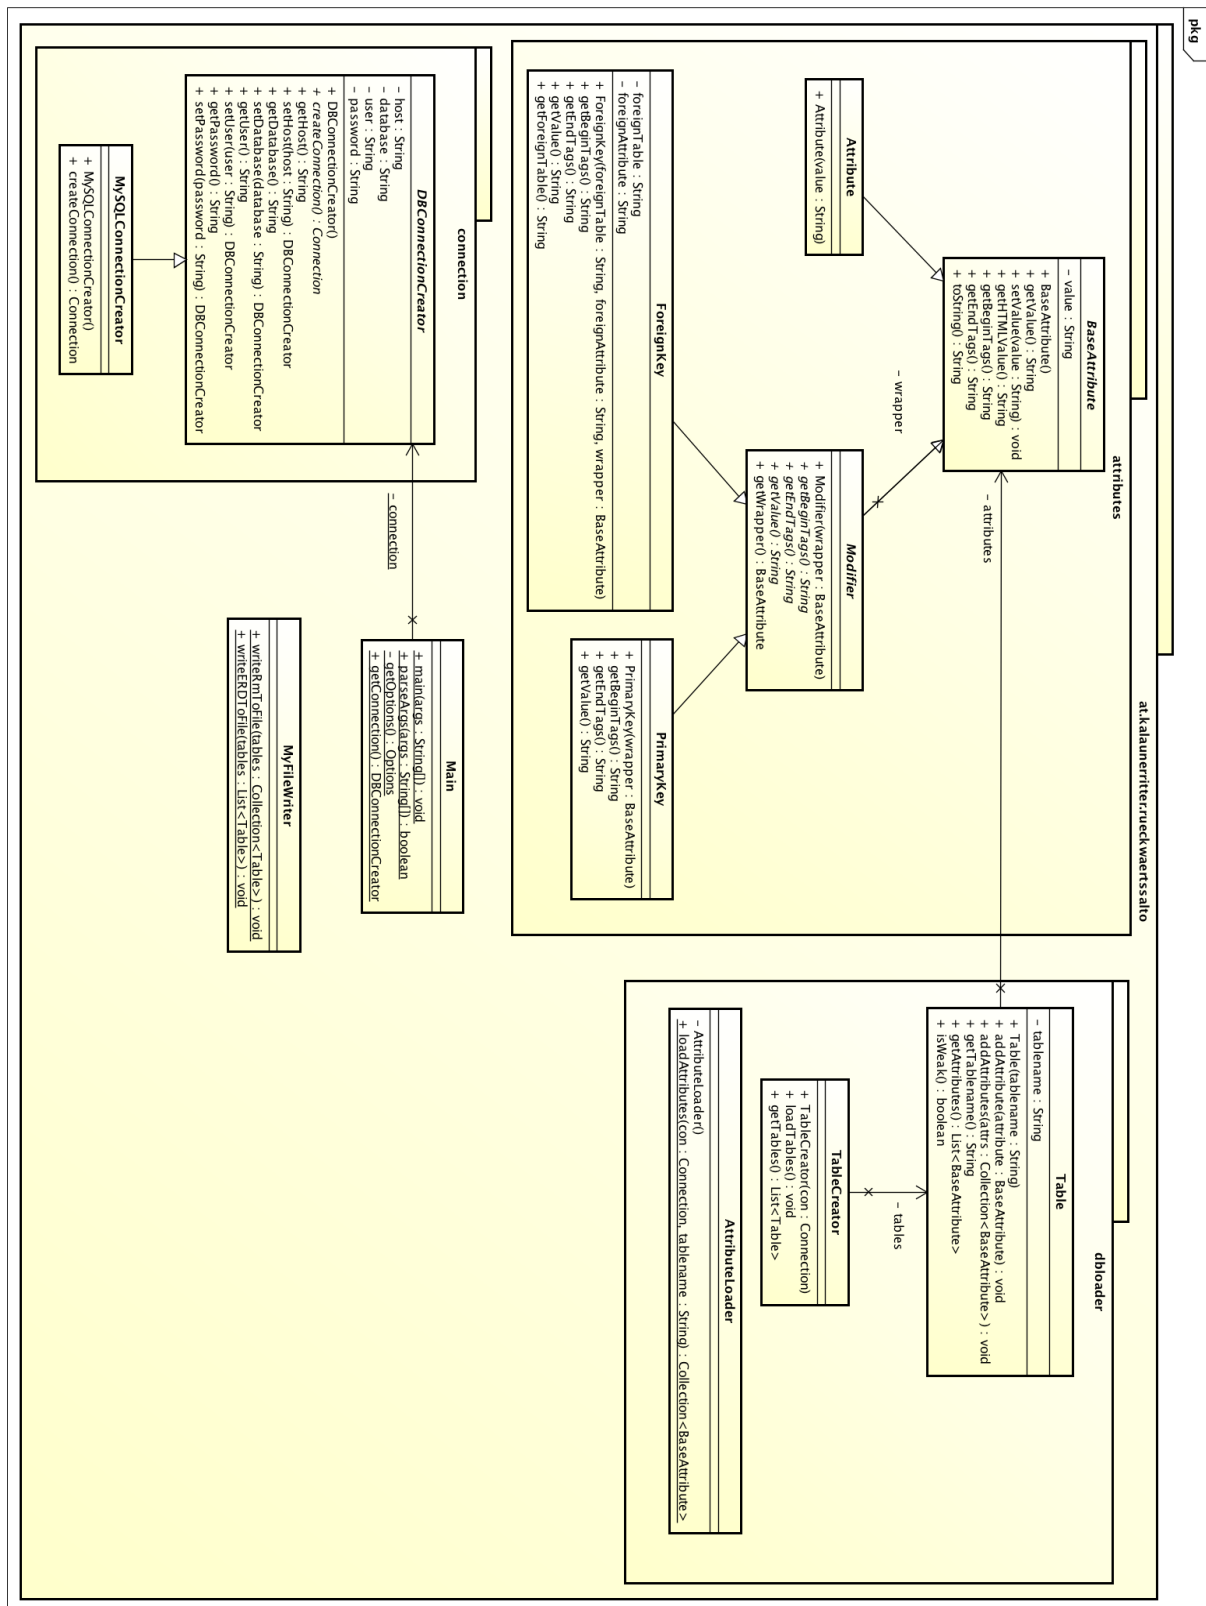 pkg
at.kalaunerritter.rueckwaertssalto
attributes
BaseAttribute
- value : String
+ BaseAttribute()
+ getValue() : String
+ setValue(value : String) : void
+ getHTMLValue() : String
+ getBeginTags() : String
+ getEndTags() : String
+ toString() : String
- attributes
Attribute
+ Attribute(value : String)
- wrapper
Modifier
+ Modifier(wrapper : BaseAttribute)
+ getBeginTags() : String
+ getEndTags() : String
+ getValue() : String
+ getWrapper() : BaseAttribute
ForeignKey
- foreignTable : String
- foreignAttribute : String
+ ForeignKey(foreignTable : String, foreignAttribute : String, wrapper : BaseAttribute)
+ getBeginTags() : String
+ getEndTags() : String
+ getValue() : String
+ getForeignTable() : String
PrimaryKey
+ PrimaryKey(wrapper : BaseAttribute)
+ getBeginTags() : String
+ getEndTags() : String
+ getValue() : String
dbloader
Table
- tablename : String
+ Table(tablename : String)
+ addAttribute(attribute : BaseAttribute) : void
+ addAttributes(attrs : Collection<BaseAttribute>) : void
+ getTablename() : String
+ getAttributes() : List<BaseAttribute>
+ isWeak() : boolean
- tables
TableCreator
+ TableCreator(con : Connection)
+ loadTables() : void
+ getTables() : List<Table>
AttributeLoader
- AttributeLoader()
+ loadAttributes(con : Connection, tablename : String) : Collection<BaseAttribute>
connection
DBConnectionCreator
- host : String
- database : String
- user : String
- password : String
+ DBConnectionCreator()
+ createConnection() : Connection
+ getHost() : String
+ setHost(host : String) : DBConnectionCreator
+ getDatabase() : String
+ setDatabase(database : String) : DBConnectionCreator
+ getUser() : String
+ setUser(user : String) : DBConnectionCreator
+ getPassword() : String
+ setPassword(password : String) : DBConnectionCreator
MySQLConnectionCreator
+ MySQLConnectionCreator()
+ createConnection() : Connection
- connection
Main
+ main(args : String[]) : void
+ parseArgs(args : String[]) : boolean
- getOptions() : Options
+ getConnection() : DBConnectionCreator
MyFileWriter
+ writeRmToFile(tables : Collection<Table>) : void
+ writeERDToFile(tables : List<Table>) : void